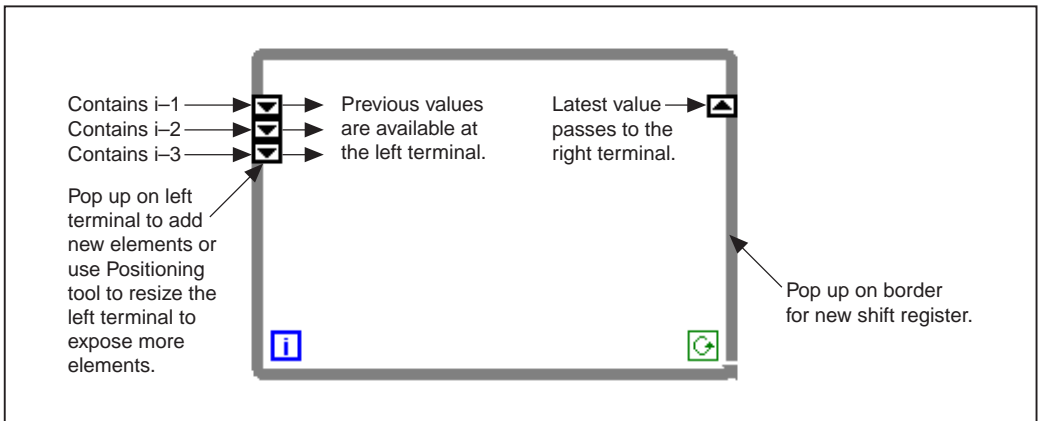 Contains i–1
Contains i–2
Contains i–3
Previous values
are available at
the left terminal.
Latest value
passes to the
right terminal.
Pop up on left
terminal to add
new elements or
use Positioning
tool to resize the
left terminal to
expose more
elements.
Pop up on border
for new shift register.
i